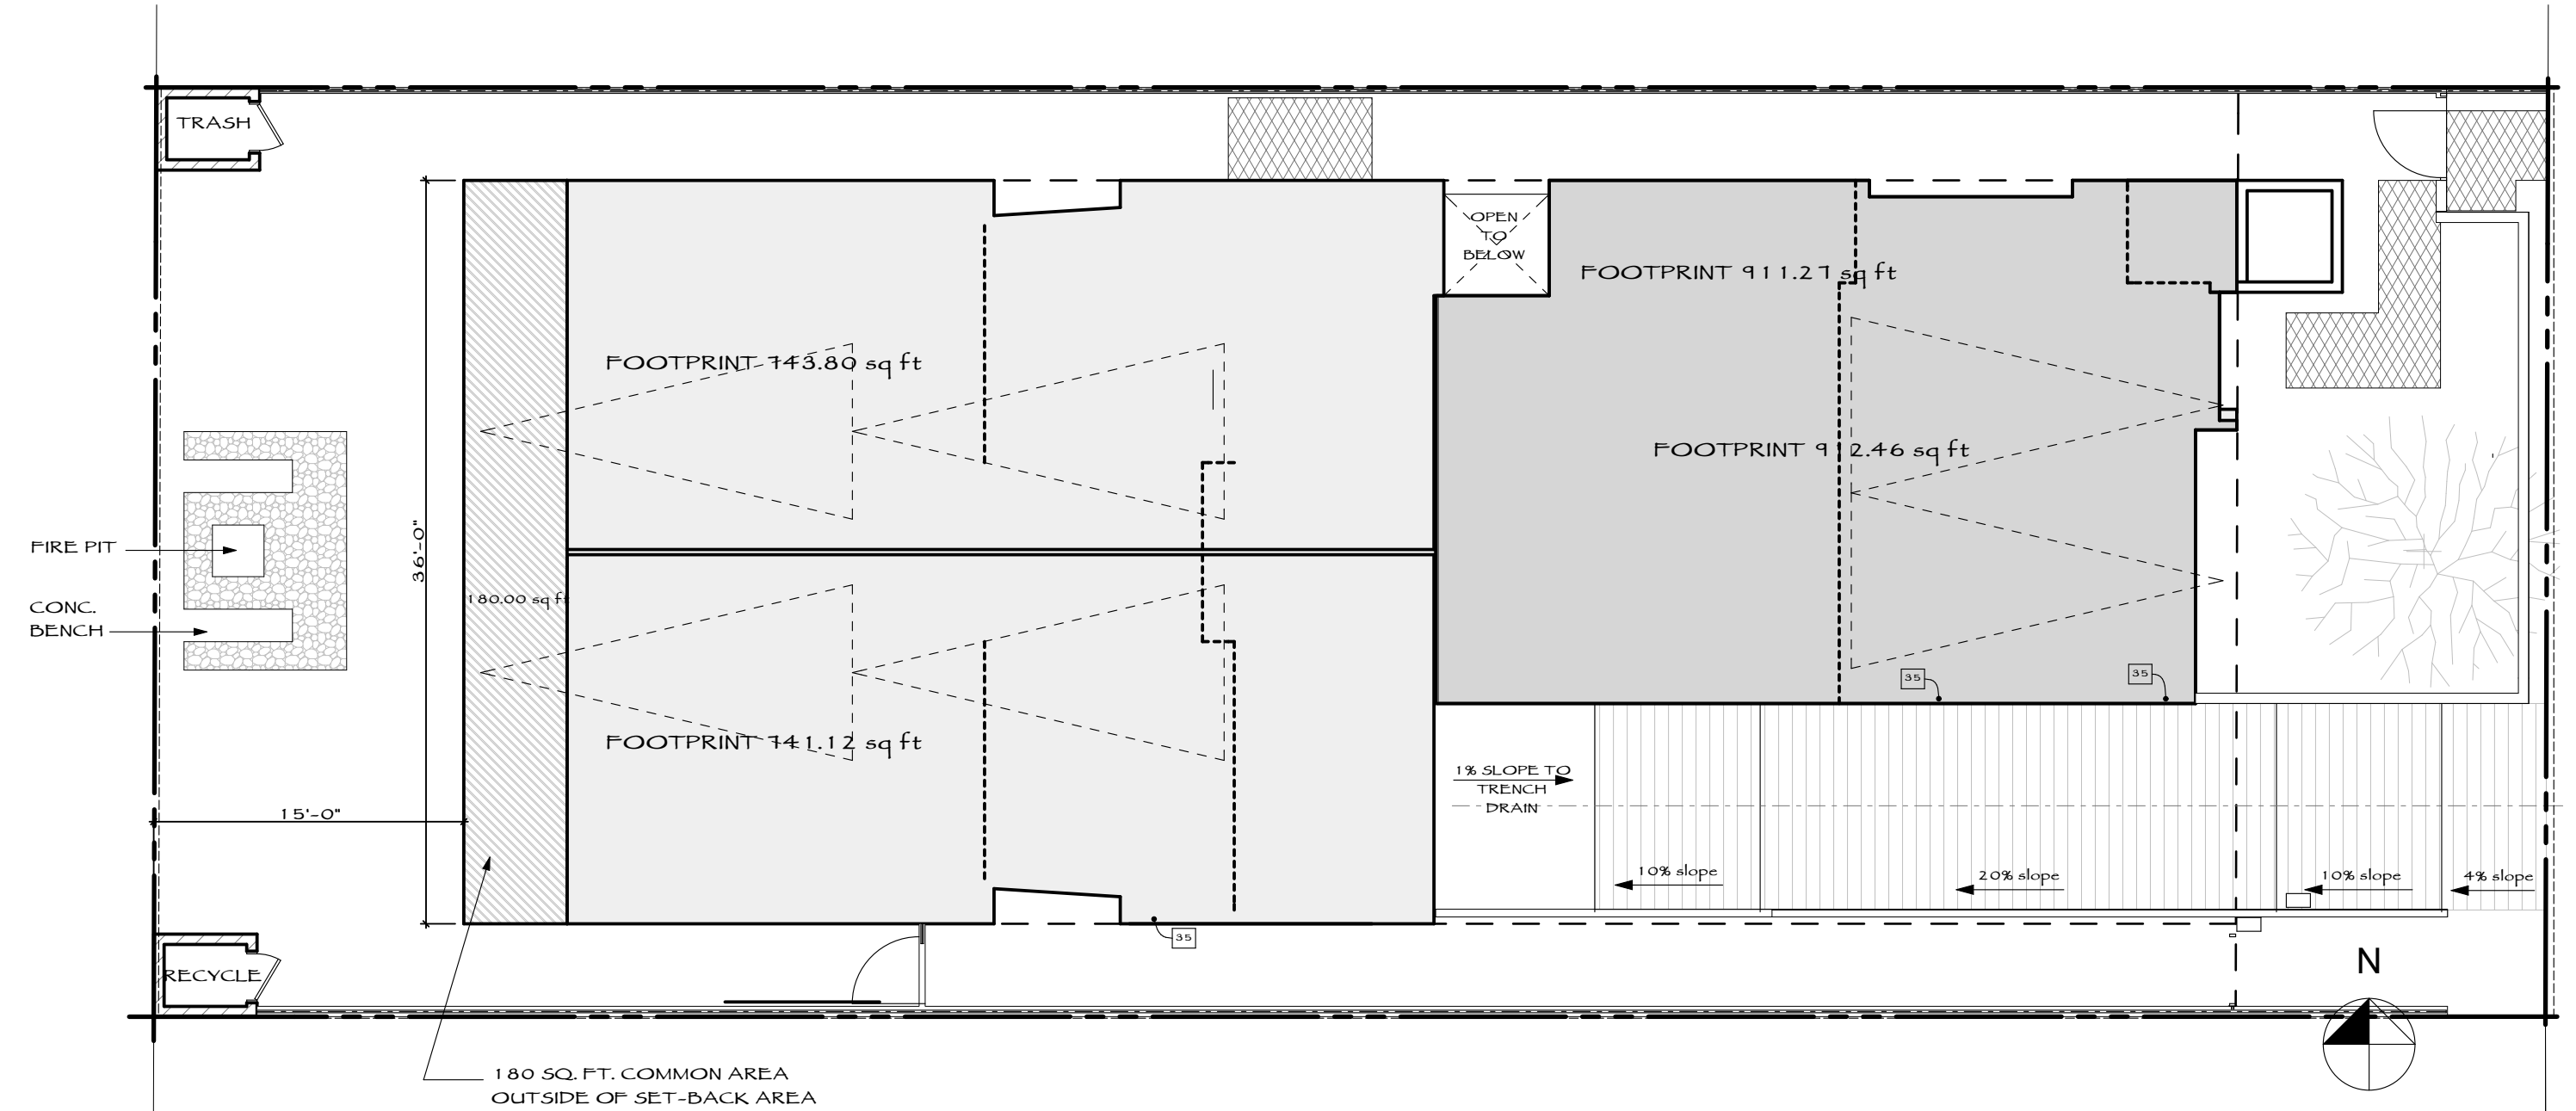 TRASH
OPEN
TO
BELOW
FOOTPRINT 911.27 sq ft
FOOTPRINT 743.80 sq ft
FOOTPRINT 912.46 sq ft
FIRE PIT
36'-0"
CONC.
BENCH
180.00 sq ft
35
35
FOOTPRINT 741.12 sq ft
1% SLOPE TO
TRENCH
DRAIN
15'-0"
10% slope
20% slope
10% slope
4% slope
35
RECYCLE
N
180 SQ. FT. COMMON AREA
OUTSIDE OF SET-BACK AREA